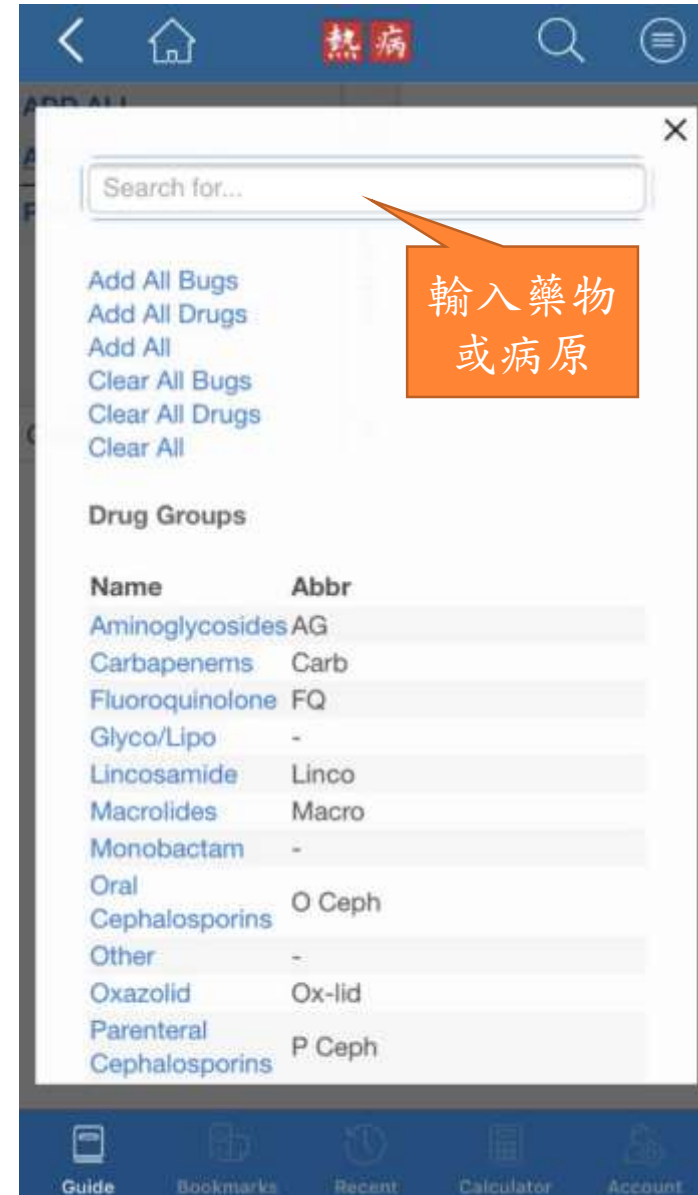 熱病
ADD ALL
Search for...
輸入藥物
或病原
Add All Bugs
Add All Drugs
Add All
Clear All Bugs
Clear All Drugs
Clear All
Drug Groups
Name Abbr
Aminoglycosides AG
Carbapenems Carb
Fluoroquinolone FQ
Glyco/Lipo -
Lincosamide Linco
Macrolides Macro
Monobactam -
Oral
Cephalosporins O Ceph
Other -
Oxazolid Ox-lid
Parenteral
Cephalosporins P Ceph
Guide Bookmarks Recent Calculator Account